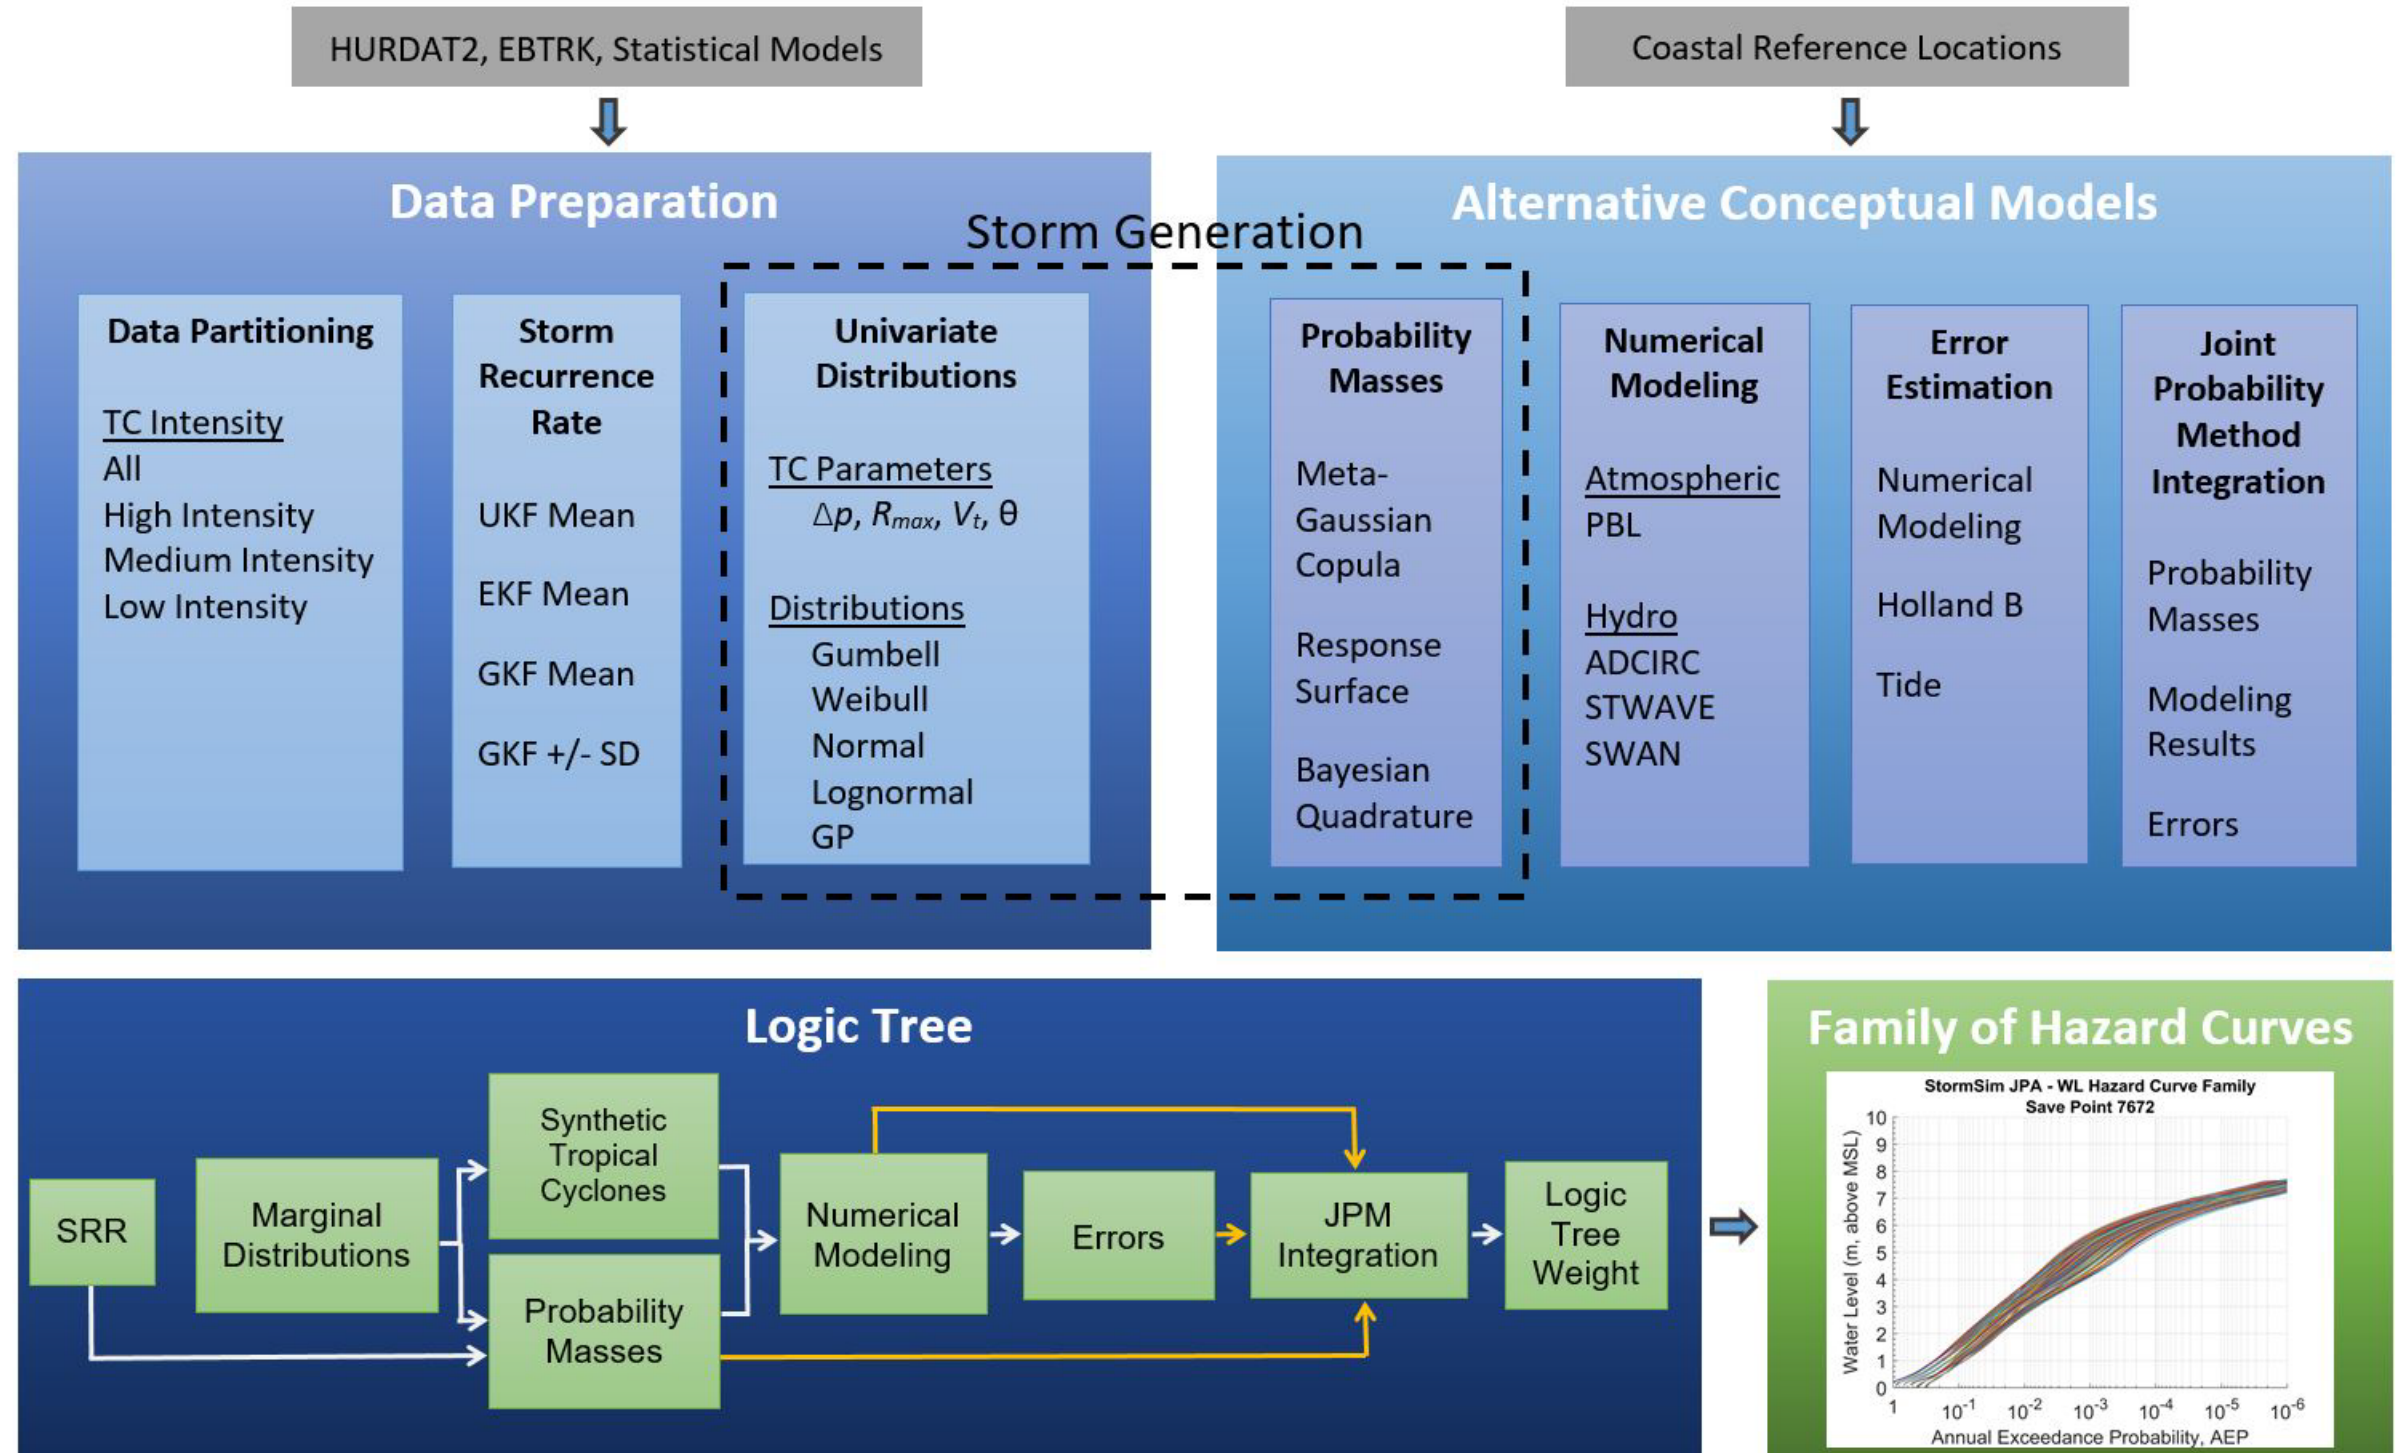 HURDAT2, EBTRK, Statistical Models
Coastal Reference Locations
Data Preparation
Storm Generation
Alternative Conceptual Models
Data Partitioning
TC Intensity
All
High Intensity
Medium Intensity
Low Intensity
Storm
Recurrence
Rate
UKF Mean
EKF Mean
GKF Mean
GKF +/- SD
Univariate
Distributions
TC Parameters
Δp, Rmax, Vt, θ
Distributions
Gumbell
Weibull
Normal
Lognormal
GP
Probability
Masses
Meta-
Gaussian
Copula
Response
Surface
Bayesian
Quadrature
Numerical
Modeling
Atmospheric
PBL
Hydro
ADCIRC
STWAVE
SWAN
Error
Estimation
Numerical
Modeling
Holland B
Tide
Joint
Probability
Method
Integration
Probability
Masses
Modeling
Results
Errors
Logic Tree
SRR
Marginal
Distributions
Synthetic
Tropical
Cyclones
Probability
Masses
Numerical
Modeling
Errors
JPM
Integration
Logic
Tree
Weight
Family of Hazard Curves
StormSim JPA - WL Hazard Curve Family
Save Point 7672
Water Level (m, above MSL)
10
9
8
7
6
5
4
3
2
1
0
1 10-1 10-2 10-3 10-4 10-5 10-6
Annual Exceedance Probability, AEP